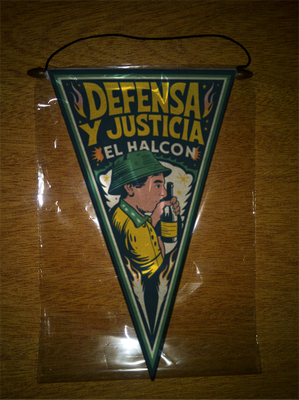 DEFENSA
Y JUSTICIA
EL HALCON